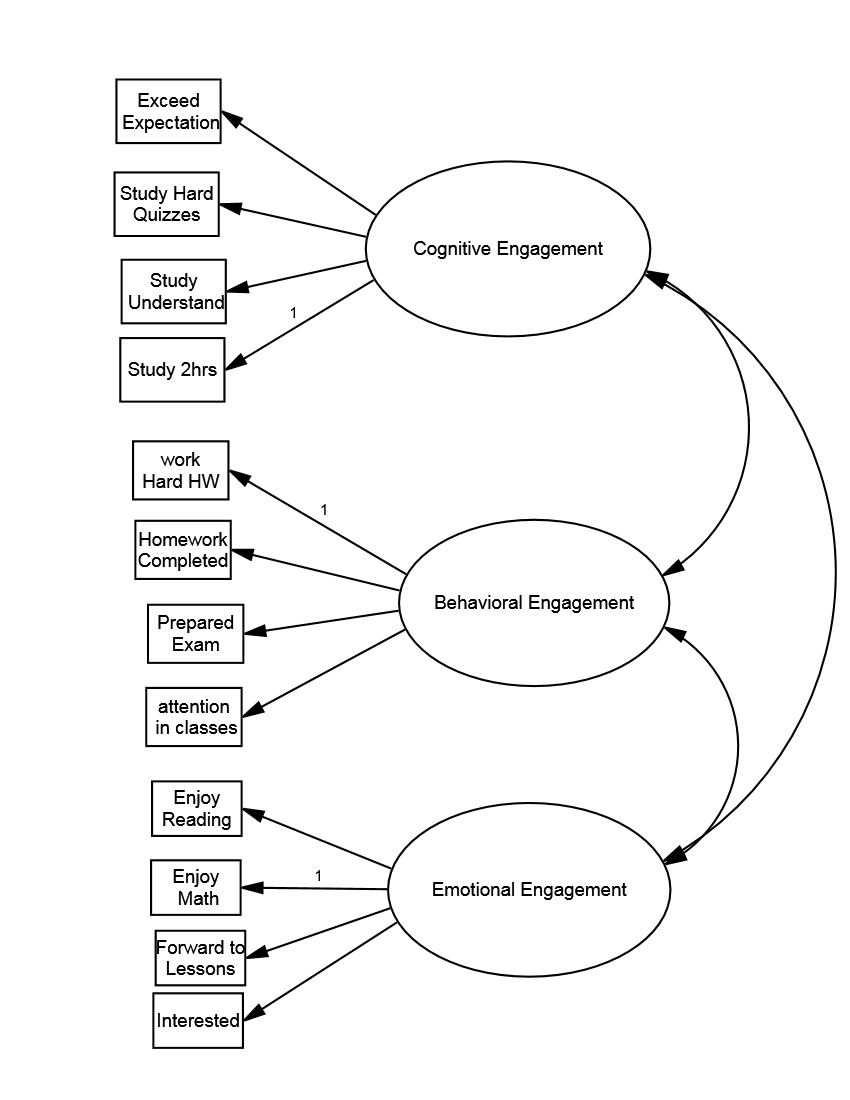 Exceed
Expectation
Study Hard
Quizzes
Cognitive Engagement
Study
Understand
1
Study 2hrs
work
Hard HW
1
Homework
Completed
Behavioral Engagement
Prepared
Exam
attention
in classes
Enjoy
Reading
Enjoy
Math
1
Emotional Engagement
Forward to
Lessons
Interested